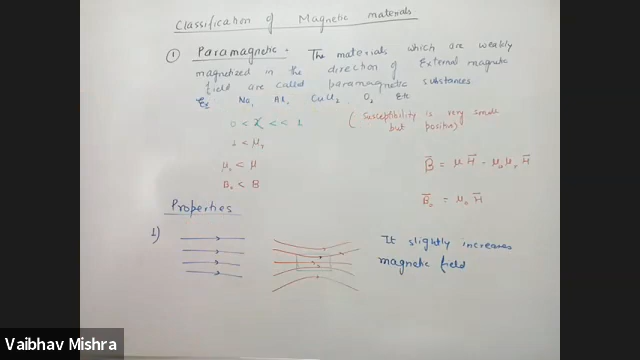 Classification of Magnetic materials
① Paramagnetic. The materials which are weakly
magnetized in the direction of External magnetic
field are called paramagnetic substances
Ex Na, Al, CuCl2, O2 Etc
0 < χ << 1 (Susceptibility is very small
but positive)
1 < μr
μ0 < μ
B0 < B
B̄ = μ H̄ = μ0 μr H̄
B̄0 = μ0 H̄
Properties
1) It slightly increases
magnetic field
Vaibhav Mishra